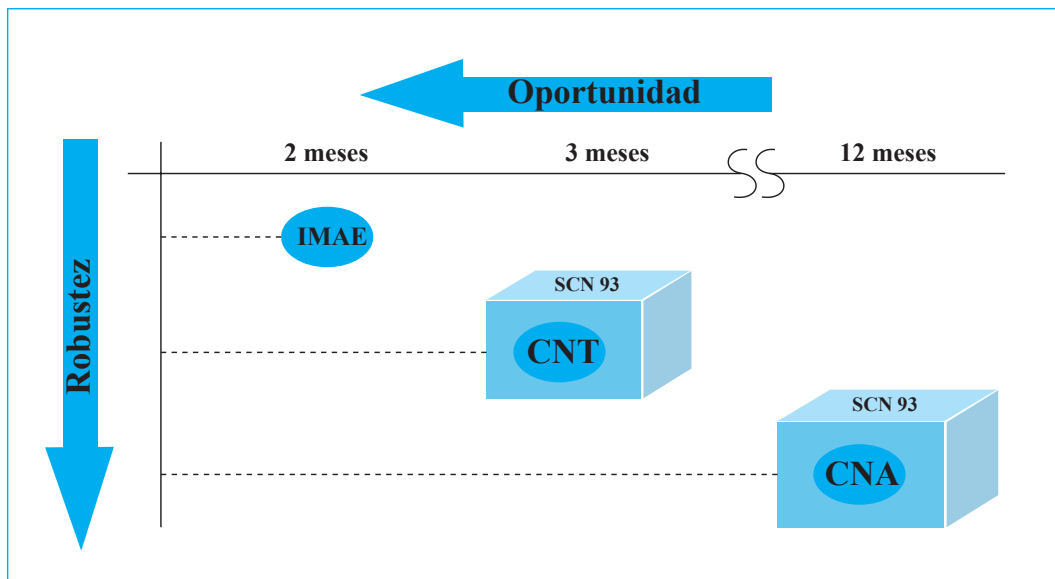 Oportunidad
2 meses
3 meses
12 meses
Robustez
IMAE
SCN 93
CNT
SCN 93
CNA